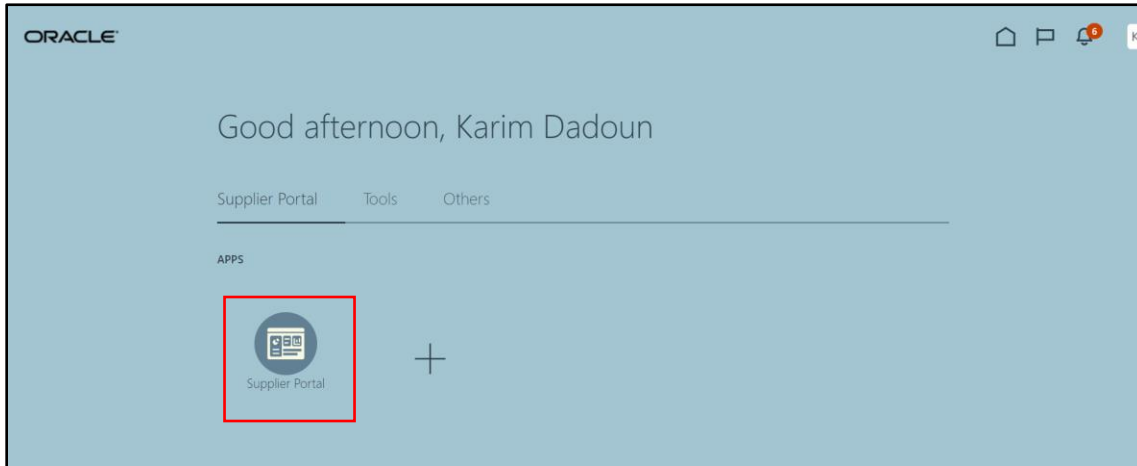 ORACLE
6
K
Good afternoon, Karim Dadoun
Supplier Portal Tools Others
APPS
Supplier Portal